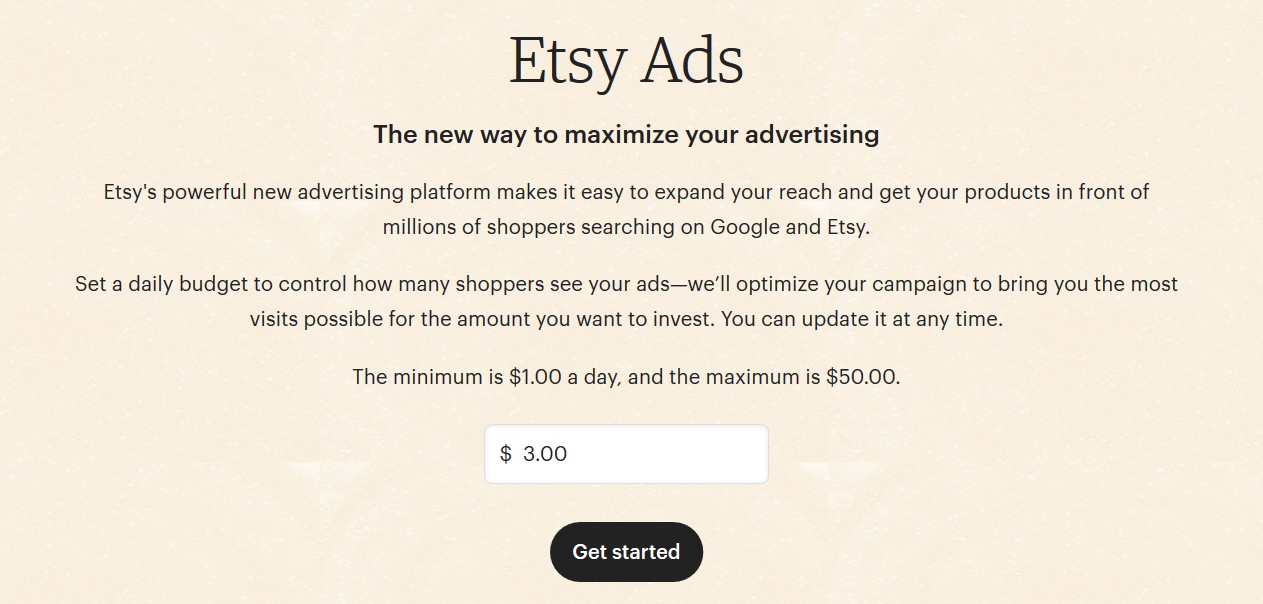 Etsy Ads
The new way to maximize your advertising
Etsy's powerful new advertising platform makes it easy to expand your reach and get your products in front of
millions of shoppers searching on Google and Etsy.
Set a daily budget to control how many shoppers see your ads—we’ll optimize your campaign to bring you the most
visits possible for the amount you want to invest. You can update it at any time.
The minimum is $1.00 a day, and the maximum is $50.00.
$ 3.00
Get started